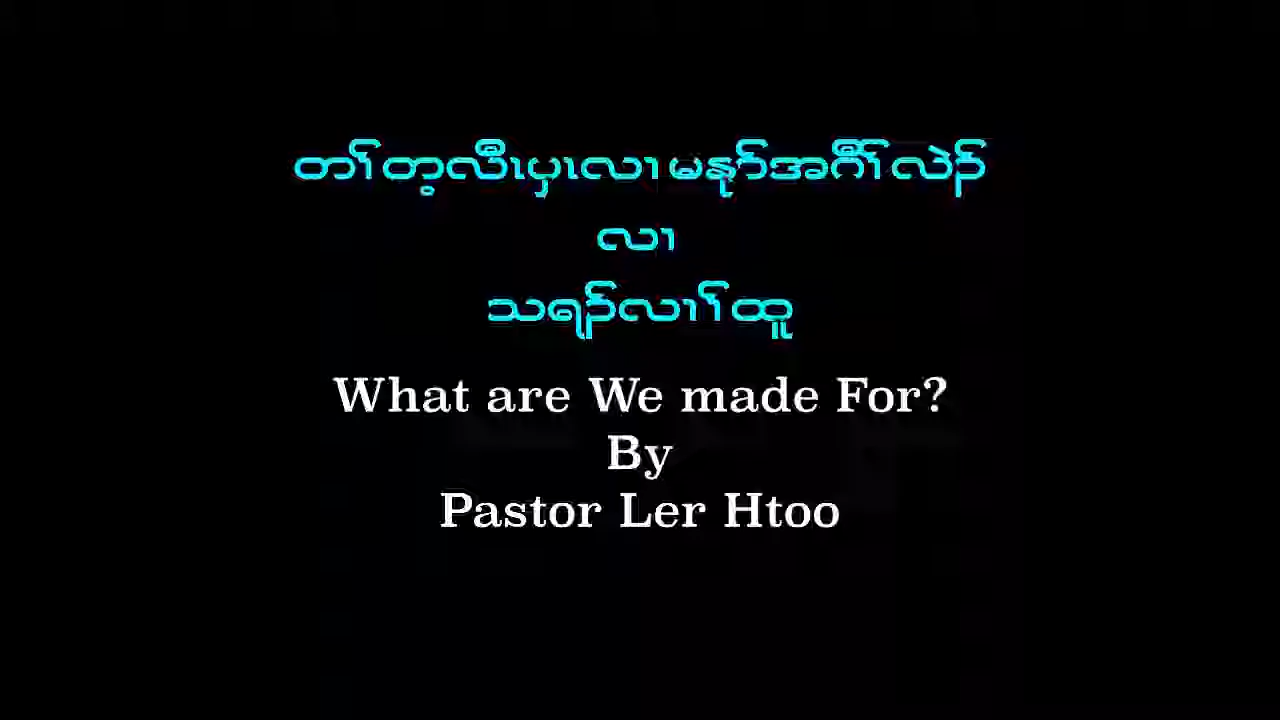 တၢ်တ့လီၤပှၤလၢ မနုၣ်အဂီၢ်လဲၣ်
လၢ
သရၣ်လၢၢ်ထူ
What are We made For?
By
Pastor Ler Htoo